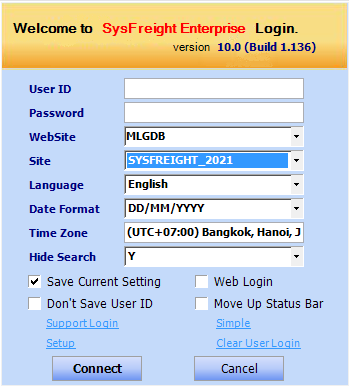 Welcome to SysFreight Enterprise Login.
version 10.0 (Build 1.136)
User ID
Password
WebSite MLGDB
Site SYSFREIGHT_2021
Language English
Date Format DD/MM/YYYY
Time Zone (UTC+07:00) Bangkok, Hanoi, J
Hide Search Y
Save Current Setting Web Login
Don't Save User ID Move Up Status Bar
Support Login Simple
Setup Clear User Login
Connect Cancel